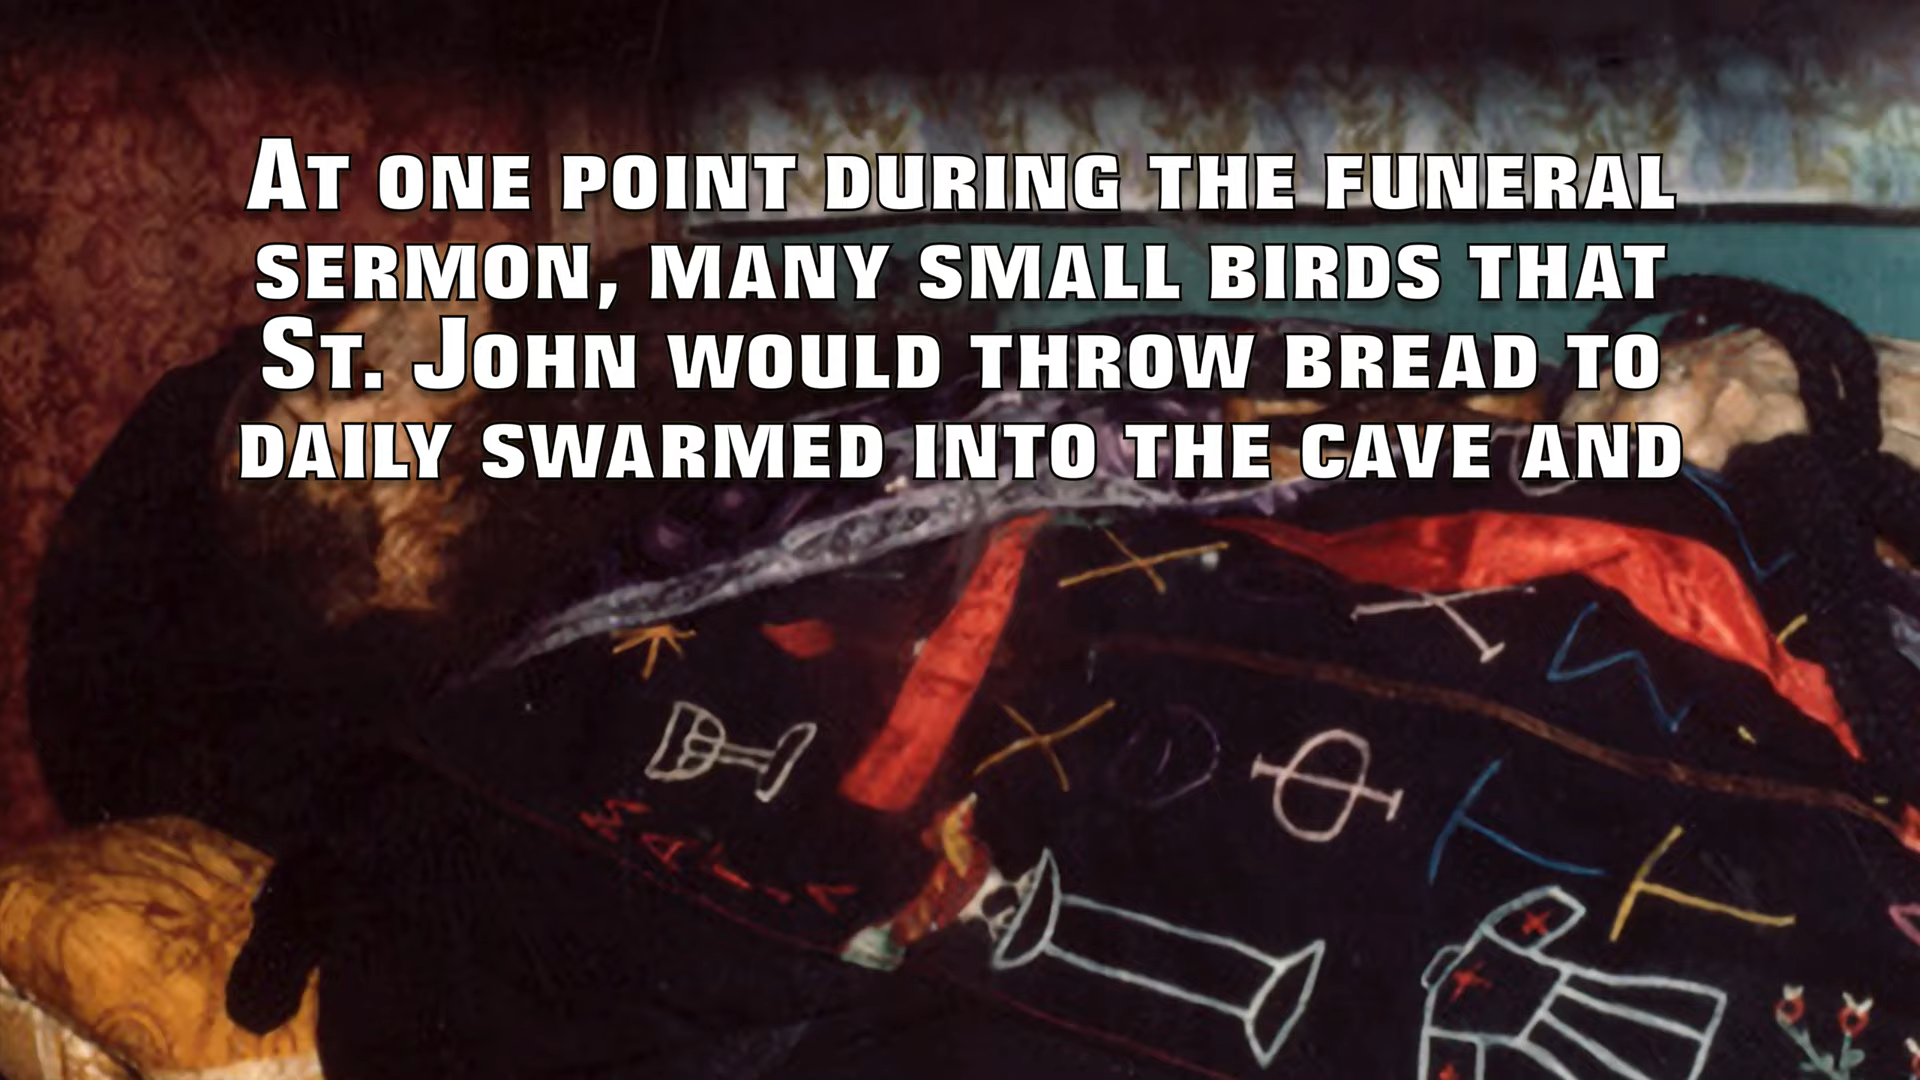 At one point during the funeral
sermon, many small birds that
St. John would throw bread to
daily swarmed into the cave and